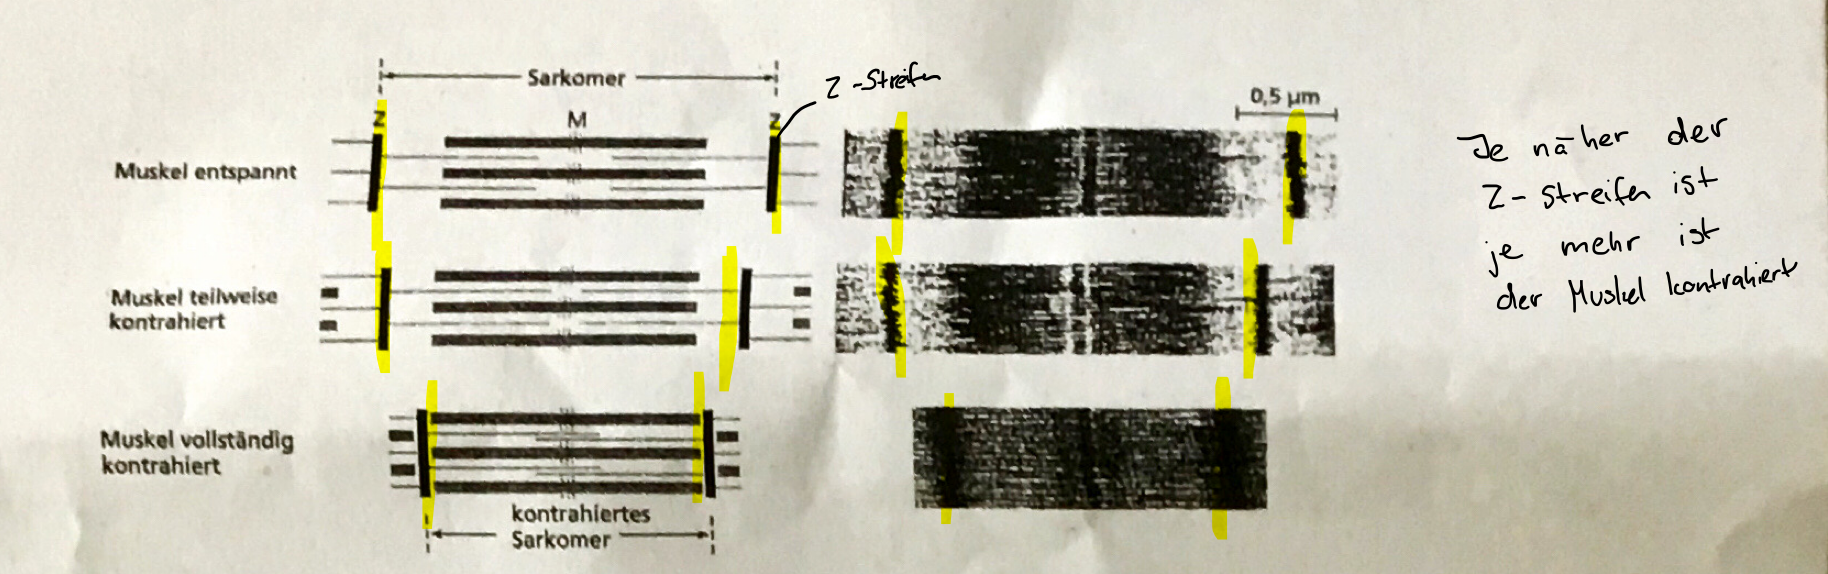 Sarkomer
Z-Streifen
0,5 µm
Z
M
Z
Muskel entspannt
Je näher der
Z-Streifen ist
je mehr ist
der Muskel kontrahiert
Muskel teilweise
kontrahiert
Muskel vollständig
kontrahiert
kontrahiertes
Sarkomer